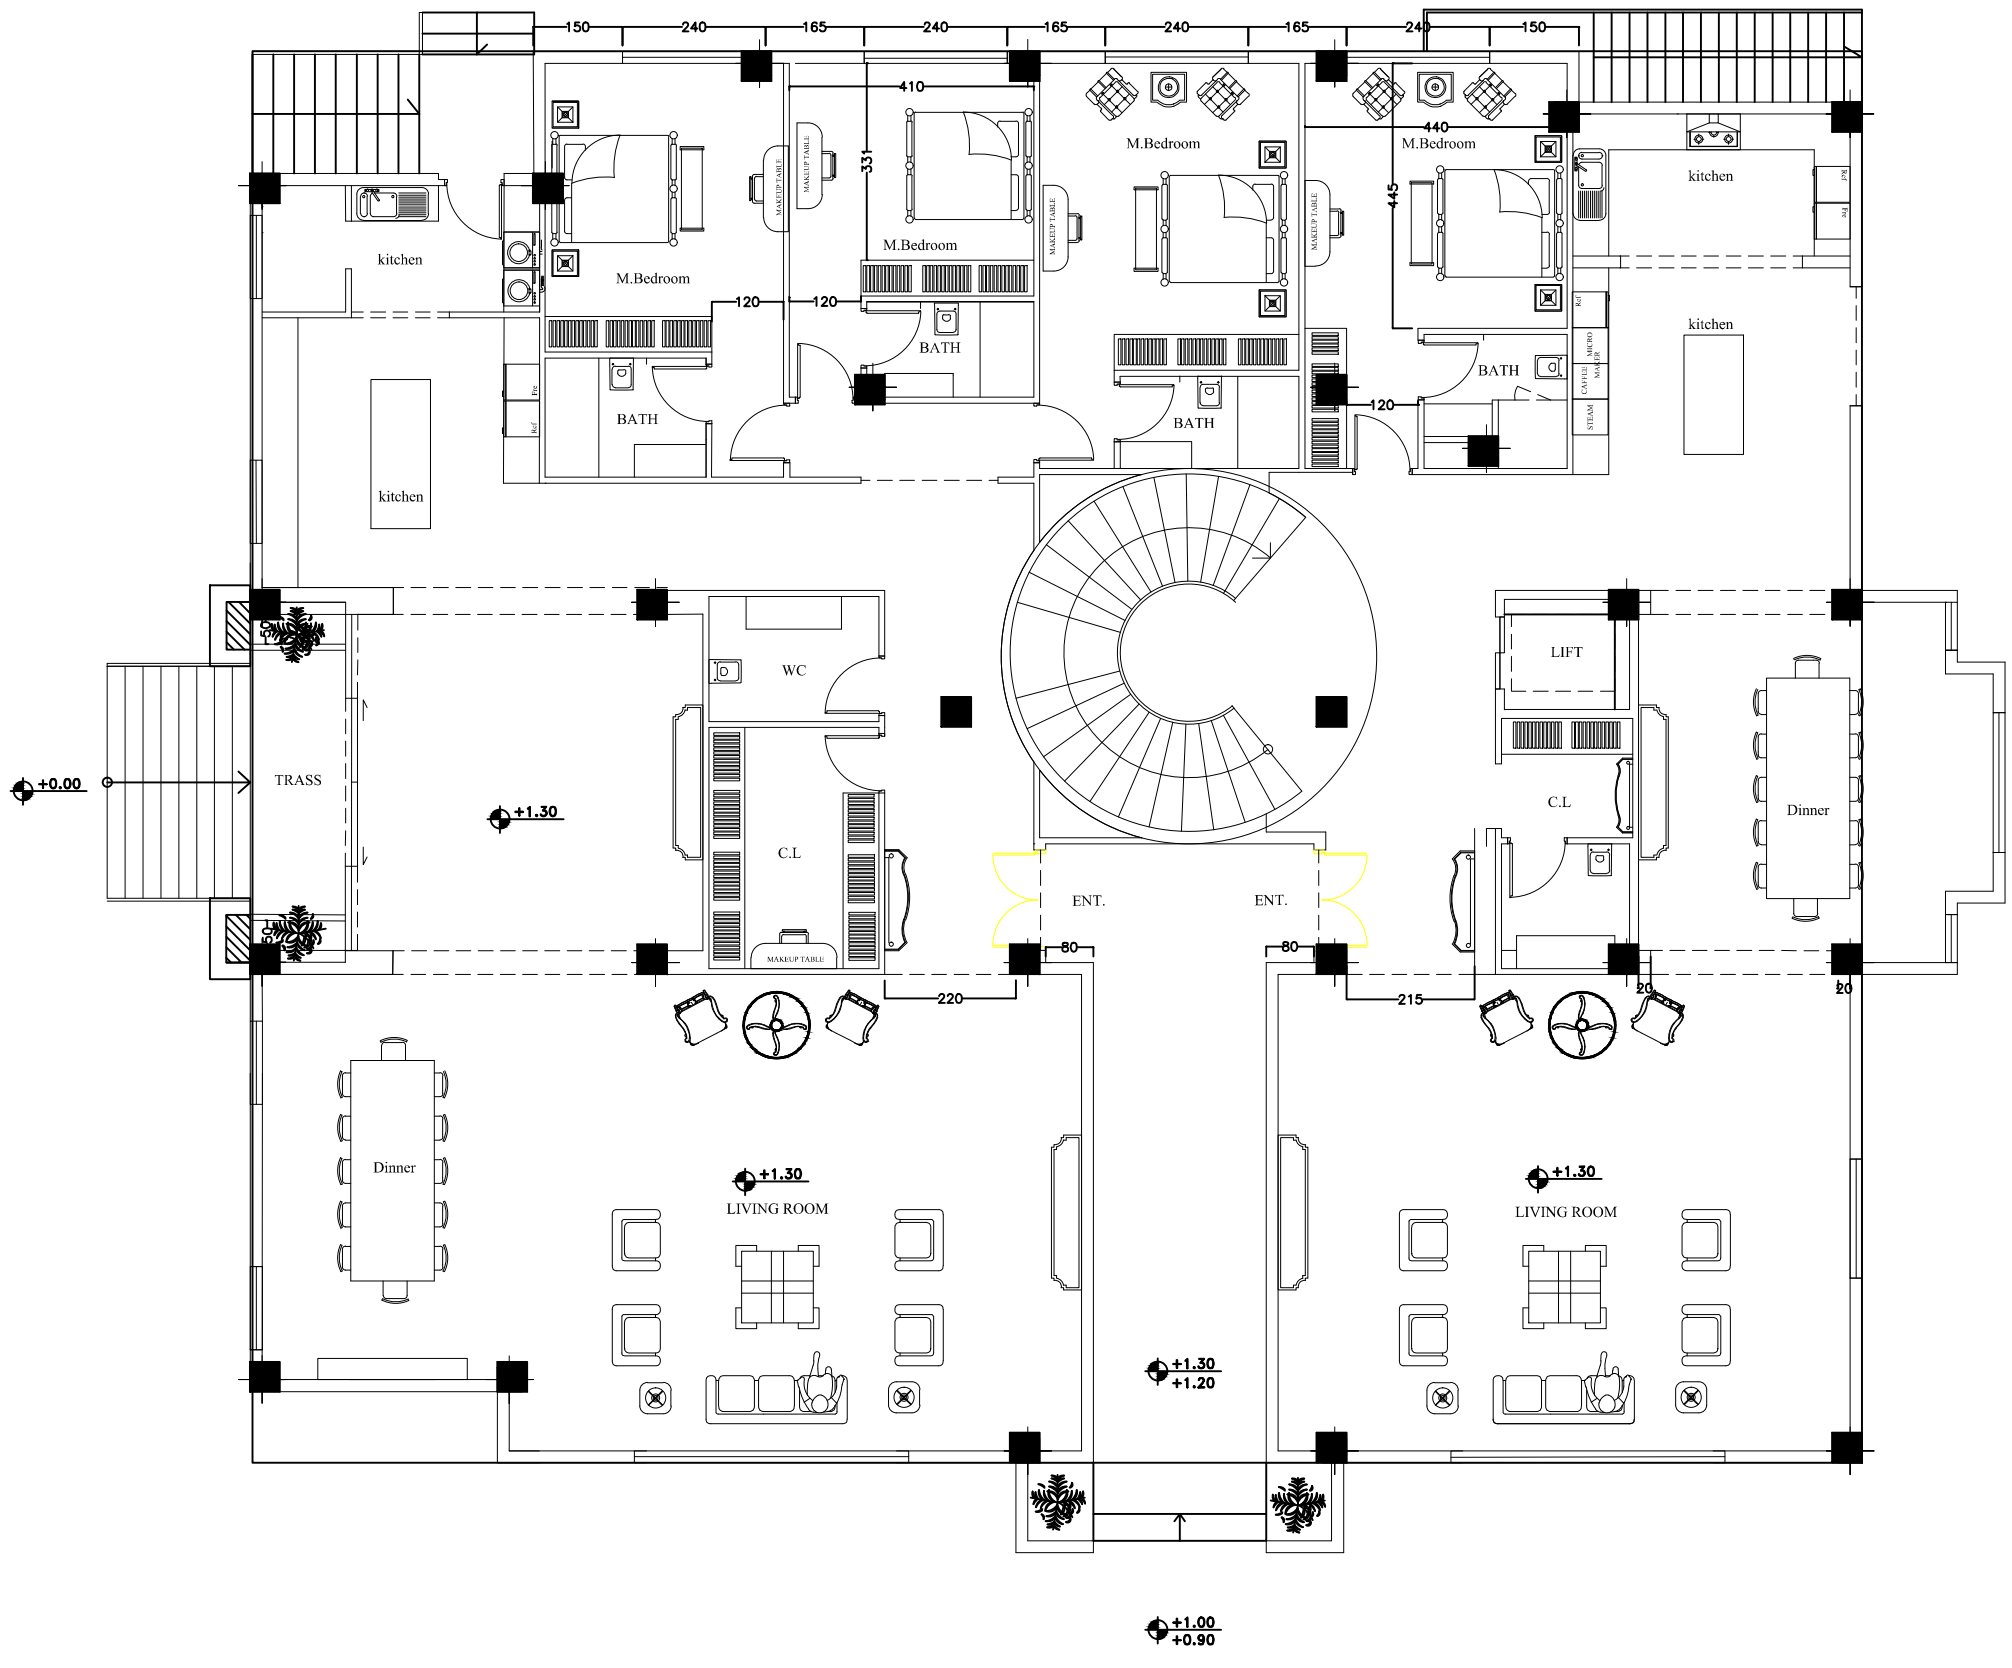 150 240 165 240 165 240 165 240 150
410
440
331
445
M.Bedroom
M.Bedroom
M.Bedroom
M.Bedroom
MAKEUP TABLE
MAKEUP TABLE
MAKEUP TABLE
MAKEUP TABLE
kitchen
kitchen
Ref
Fre
120
120
120
BATH
BATH
BATH
BATH
kitchen
Ref
MICRO
MAKER
CAFFEE
STEAM
Fre
Ref
kitchen
50
WC
LIFT
+0.00
TRASS
+1.30
C.L
C.L
Dinner
ENT.
ENT.
50
MAKEUP TABLE
80
80
220
215
20
20
Dinner
+1.30
LIVING ROOM
+1.30
LIVING ROOM
+1.30
+1.20
+1.00
+0.90